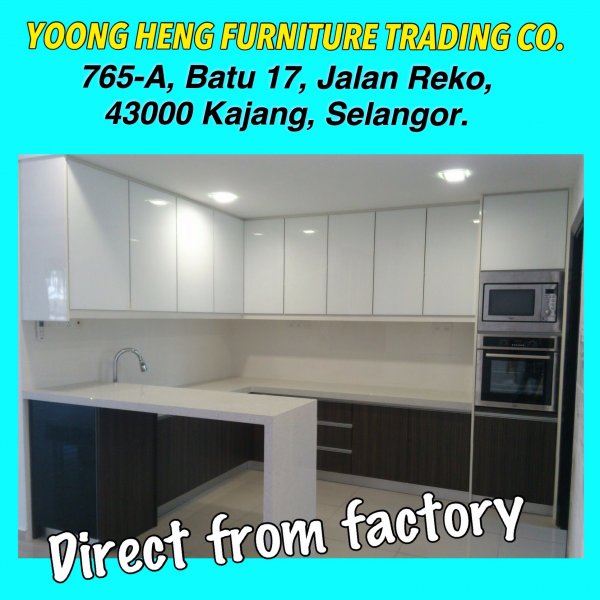 YOONG HENG FURNITURE TRADING CO.
765-A, Batu 17, Jalan Reko,
43000 Kajang, Selangor.
Direct from factory